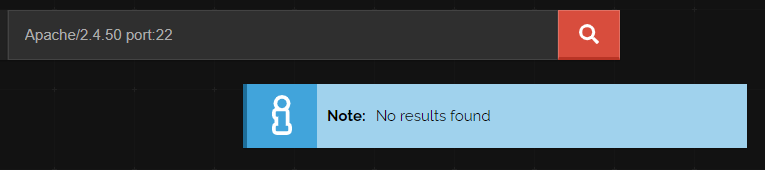 Apache/2.4.50 port:22
Note: No results found